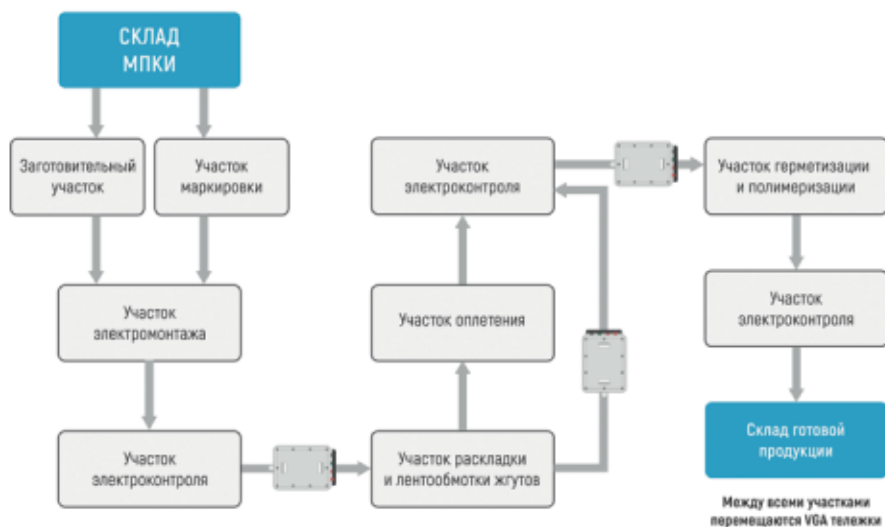 СКЛАД
МПКИ
Заготовительный
участок
Участок
маркировки
Участок
электромонтажа
Участок
электроконтроля
Участок раскладки
и лентообмотки жгутов
Участок оплетения
Участок
электроконтроля
Участок герметизации
и полимеризации
Участок
электроконтроля
Склад готовой
продукции
Между всеми участками
перемещаются VGA тележки